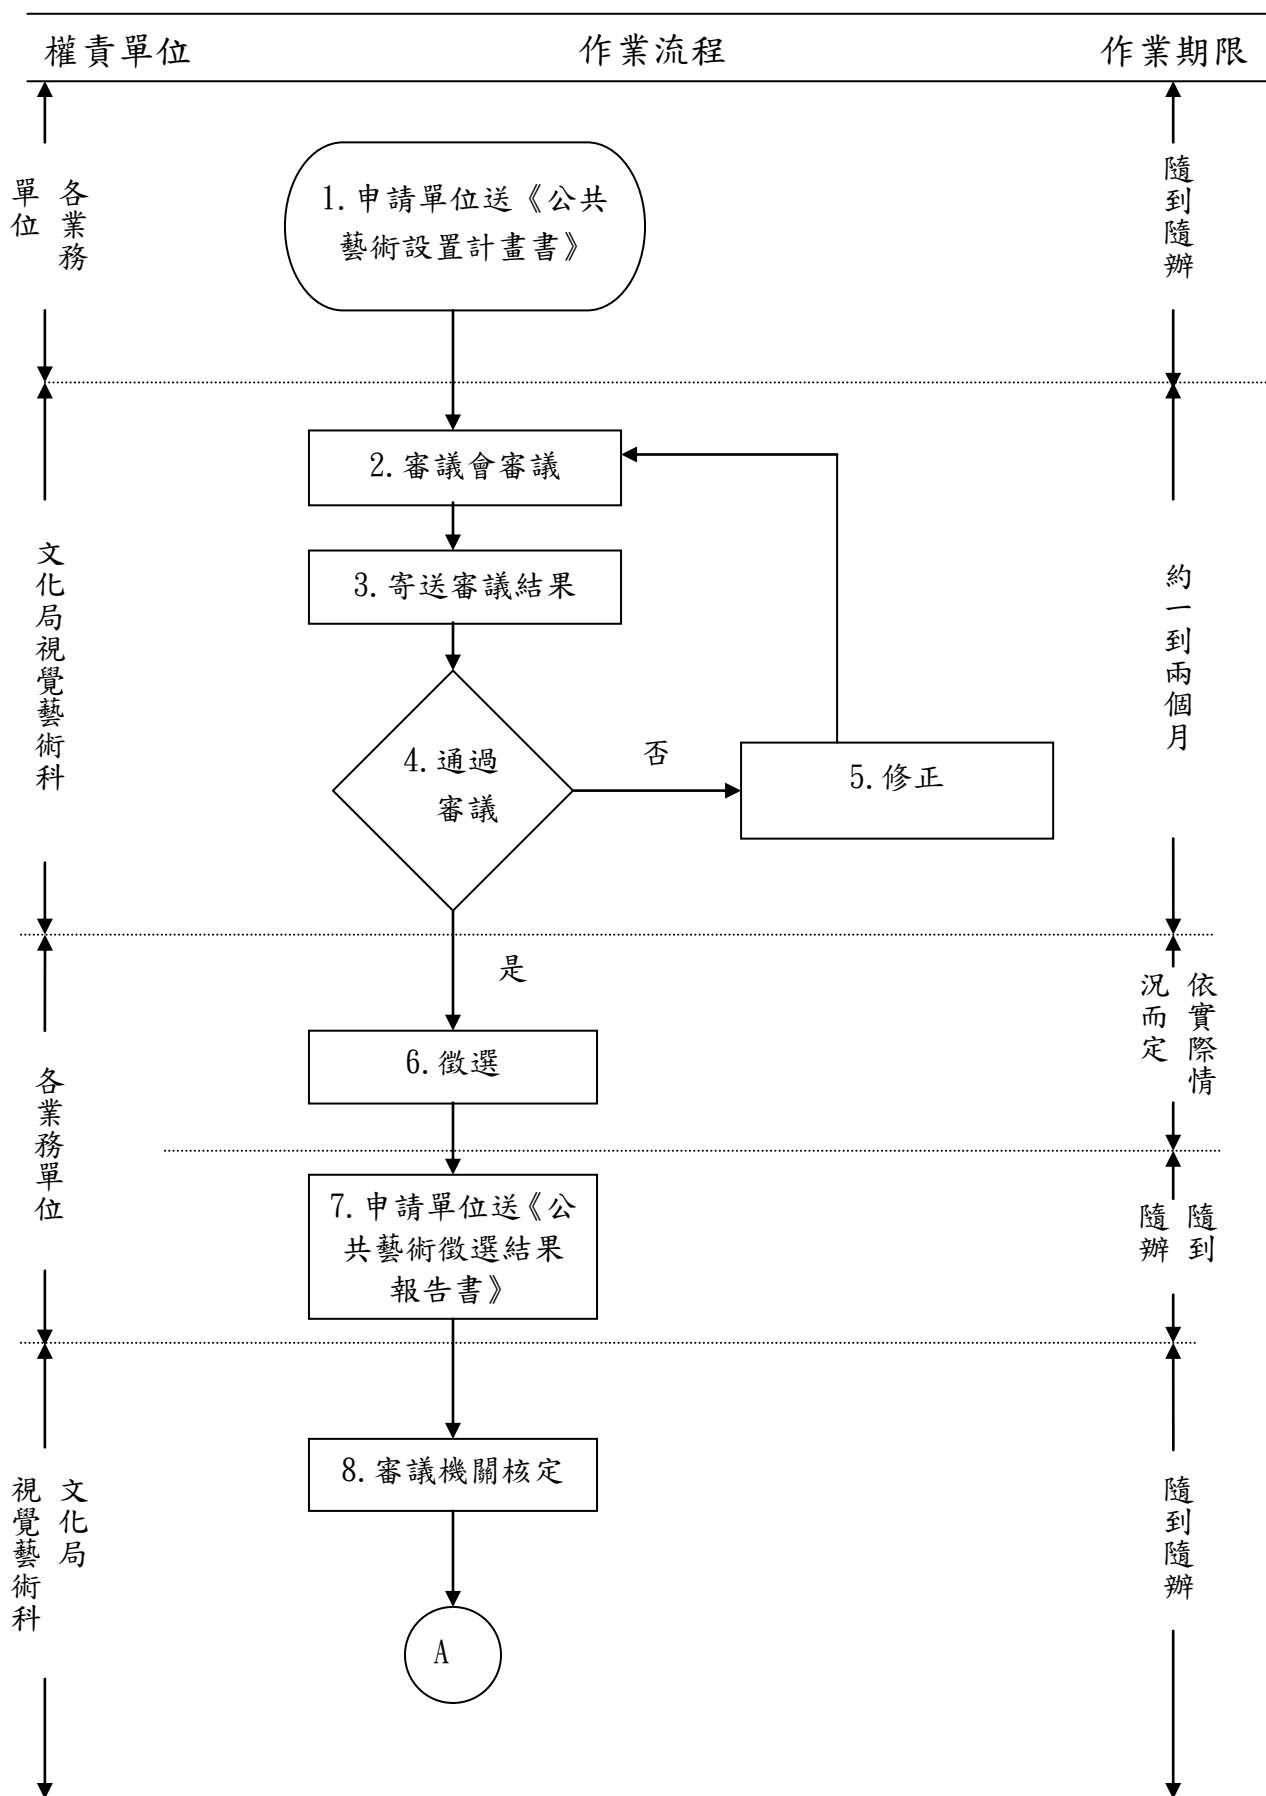 權責單位
作業流程
作業期限
各業務
單位
1.申請單位送《公共
藝術設置計畫書》
隨到隨辦
2.審議會審議
3.寄送審議結果
文化局視覺藝術科
約一到兩個月
4.通過
審議
否
5.修正
是
依實際情
況而定
6.徵選
各業務單位
7.申請單位送《公
共藝術徵選結果
報告書》
隨到
隨辦
8.審議機關核定
文化局
視覺藝術科
隨到隨辦
A